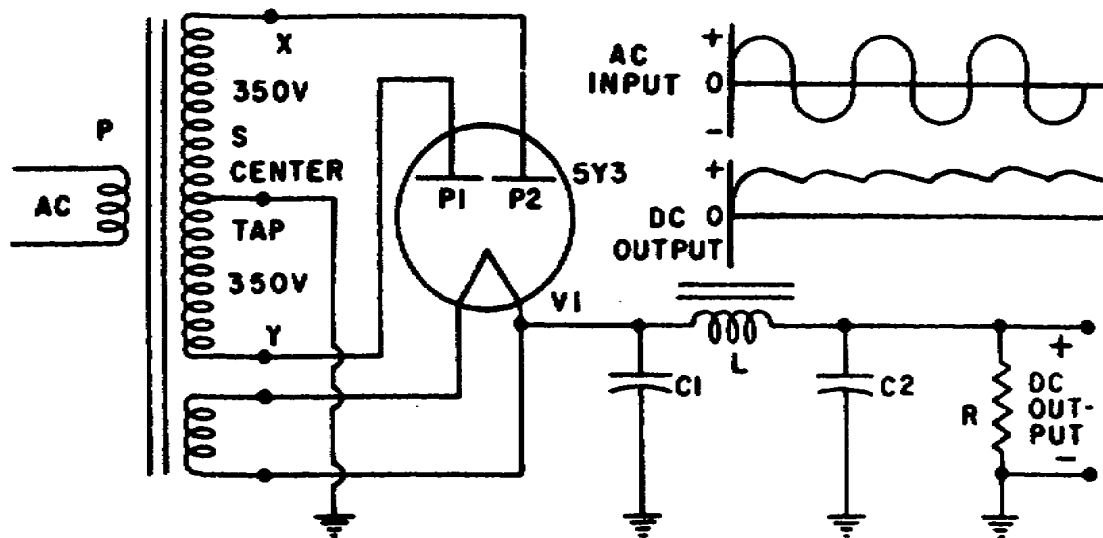 X
350V
P
S
CENTER
AC
TAP
350V
Y
P1 P2
5Y3
V1
AC
INPUT
+
0
-
+
DC 0
OUTPUT
L
C1
C2
R
+
DC
OUT-
PUT
-